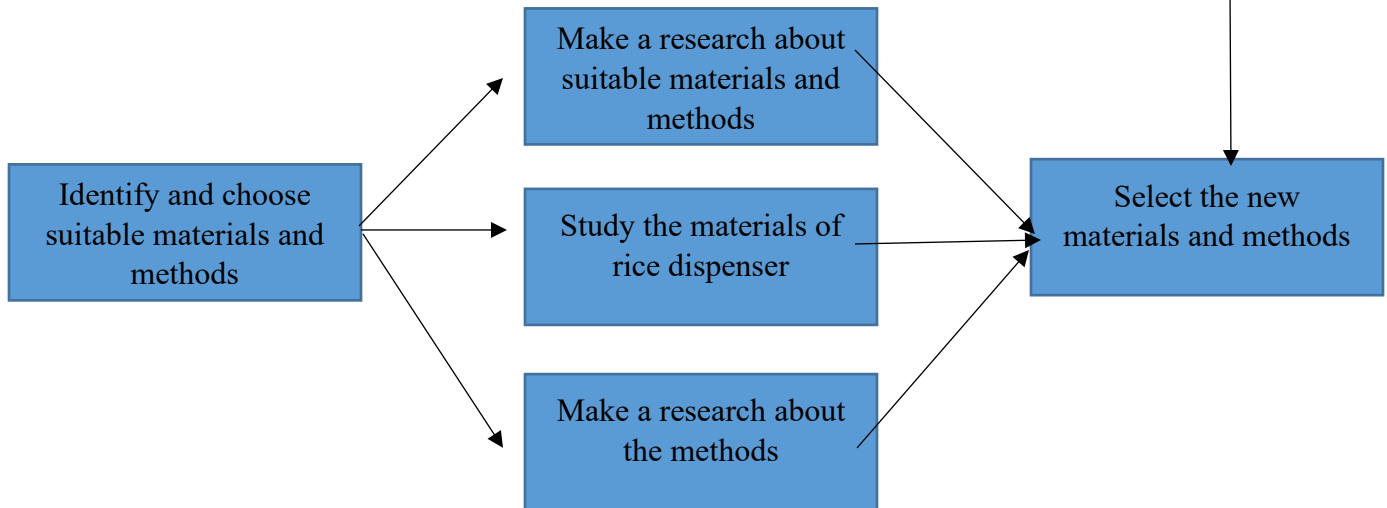 Make a research about
suitable materials and
methods
Identify and choose
suitable materials and
methods
Study the materials of
rice dispenser
Select the new
materials and methods
Make a research about
the methods